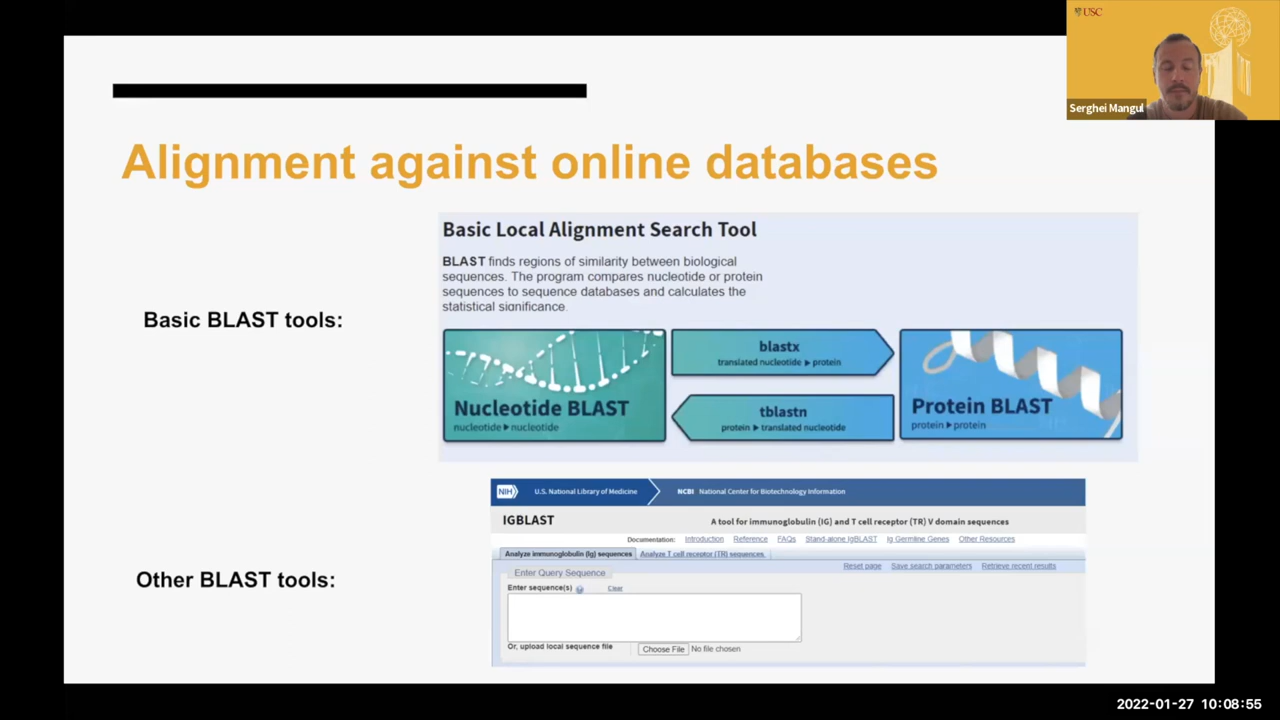 USC
Serghei Mangul
Alignment against online databases
Basic BLAST tools:
Basic Local Alignment Search Tool
BLAST finds regions of similarity between biological
sequences. The program compares nucleotide or protein
sequences to sequence databases and calculates the
statistical significance.
Nucleotide BLAST
nucleotide ▶ nucleotide
blastx
translated nucleotide ▶ protein
tblastn
protein ▶ translated nucleotide
Protein BLAST
protein ▶ protein
Other BLAST tools:
NIH U.S. National Library of Medicine NCBI National Center for Biotechnology Information
IGBLAST A tool for immunoglobulin (IG) and T cell receptor (TR) V domain sequences
Documentation: Introduction Reference FAQs Stand-alone IgBLAST Ig Germline Genes Other Resources
Analyze immunoglobulin (Ig) sequences Analyze T cell receptor (TR) sequences.
Reset page Save search parameters Retrieve recent results
Enter Query Sequence
Enter sequence(s) Clear
Or, upload local sequence file Choose File No file chosen
2022-01-27 10:08:55